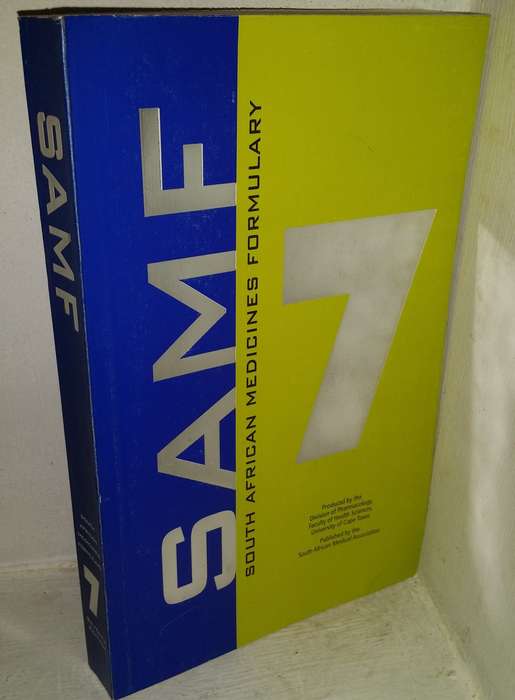 SAMF
7
SAMF
SOUTH AFRICAN MEDICINES FORMULARY
7
Produced by the
Division of Pharmacology,
Faculty of Health Sciences,
University of Cape Town
Published by the
South African Medical Association